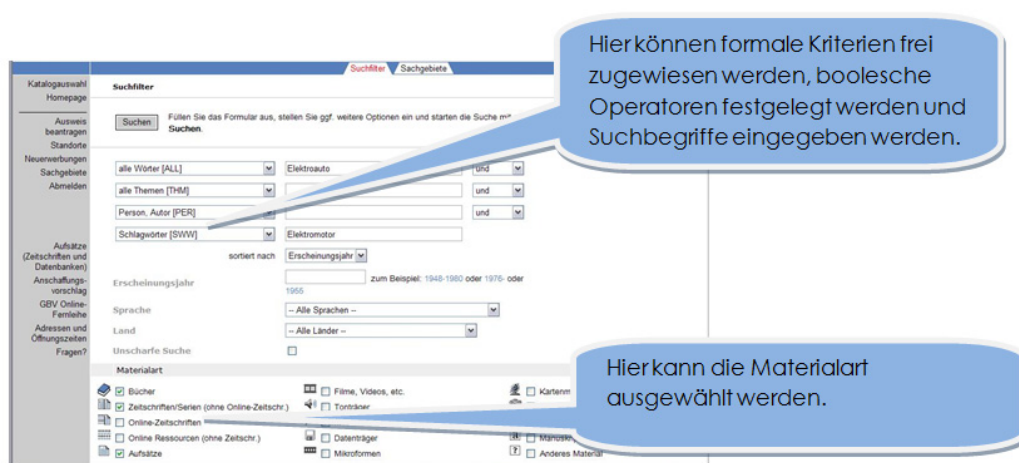 Hier können formale Kriterien frei
zugewiesen werden, boolesche
Operatoren festgelegt werden und
Suchbegriffe eingegeben werden.
Suchfilter Sachgebiete
Katalogauswahl
Homepage
Ausweis
beantragen
Standorte
Neuerwerbungen
Sachgebiete
Abmelden
Aufsätze
(Zeitschriften und
Datenbanken)
Anschaffungs-
vorschlag
GBV Online-
Fernleihe
Adressen und
Öffnungszeiten
Fragen?
Suchfilter
Suchen Füllen Sie das Formular aus, stellen Sie ggf. weitere Optionen ein und starten die Suche mit
Suchen.
alle Wörter [ALL] Elektroauto und
alle Themen [THM] und
Person, Autor [PER] und
Schlagwörter [SWW] Elektromotor
sortiert nach Erscheinungsjahr
Erscheinungsjahr zum Beispiel: 1948-1980 oder 1976- oder
1955
Sprache -- Alle Sprachen --
Land -- Alle Länder --
Unscharfe Suche
Materialart
Bücher Filme, Videos, etc. Kartenm
Zeitschriften/Serien (ohne Online-Zeitschr.) Tonträger
Online-Zeitschriften
Online Ressourcen (ohne Zeitschr.) Datenträger
Aufsätze Mikroformen Anderes Material
Hier kann die Materialart
ausgewählt werden.